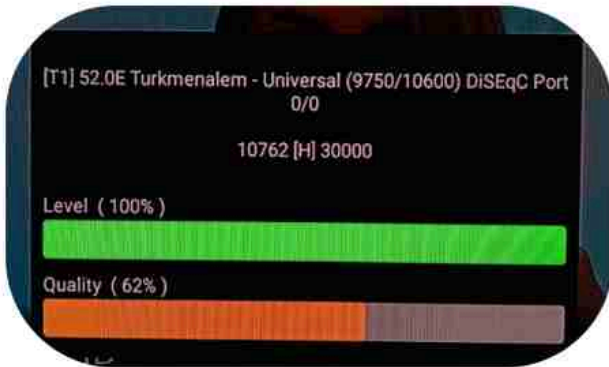 [T1] 52.0E Turkmenalem - Universal (9750/10600) DiSEqC Port
0/0
10762 [H] 30000
Level ( 100% )
Quality ( 62% )